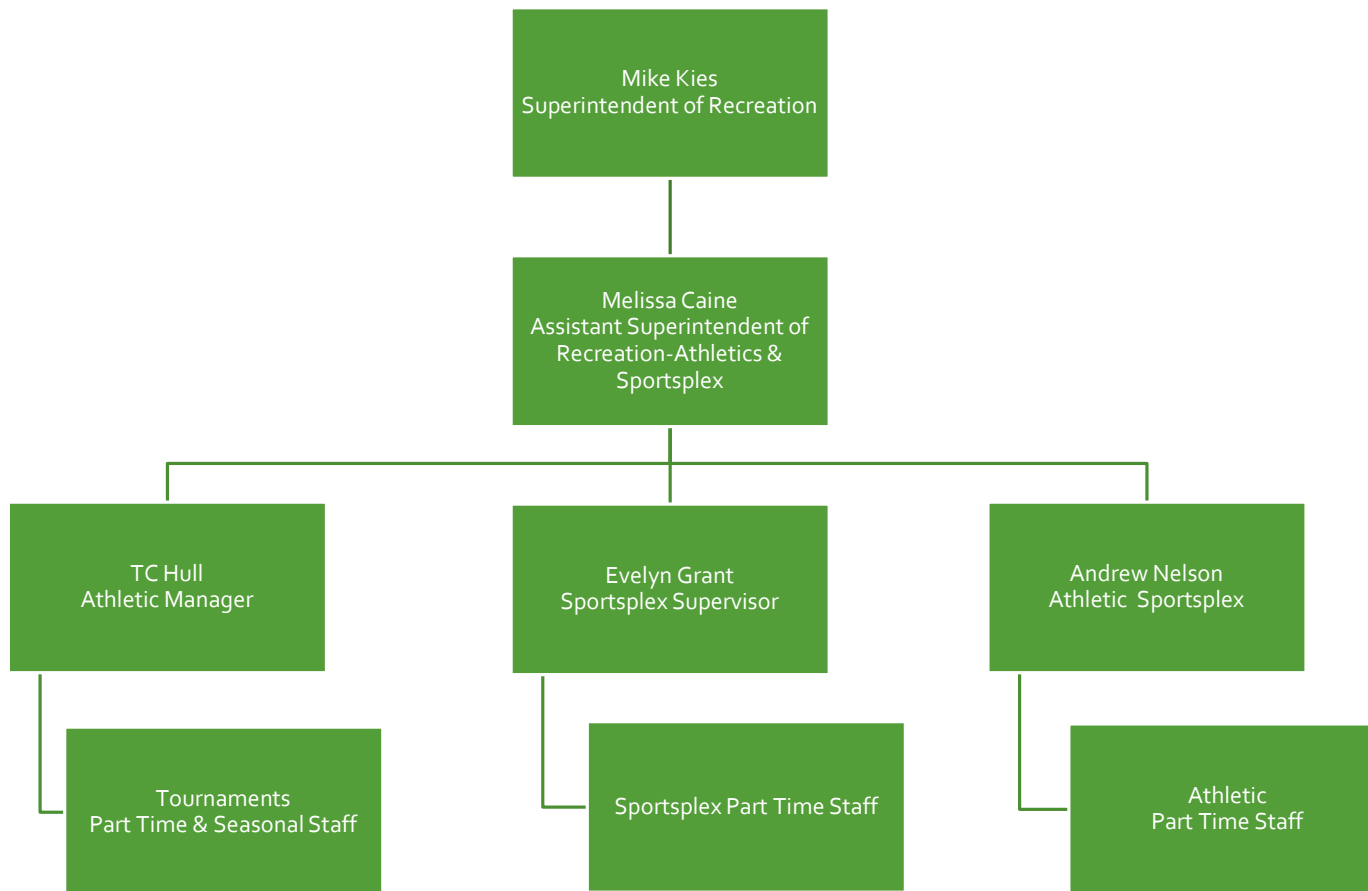 Mike Kies
Superintendent of Recreation
Melissa Caine
Assistant Superintendent of
Recreation-Athletics &
Sportsplex
TC Hull
Athletic Manager
Evelyn Grant
Sportsplex Supervisor
Andrew Nelson
Athletic  Sportsplex
Tournaments
Part Time & Seasonal Staff
Sportsplex Part Time Staff
Athletic
Part Time Staff